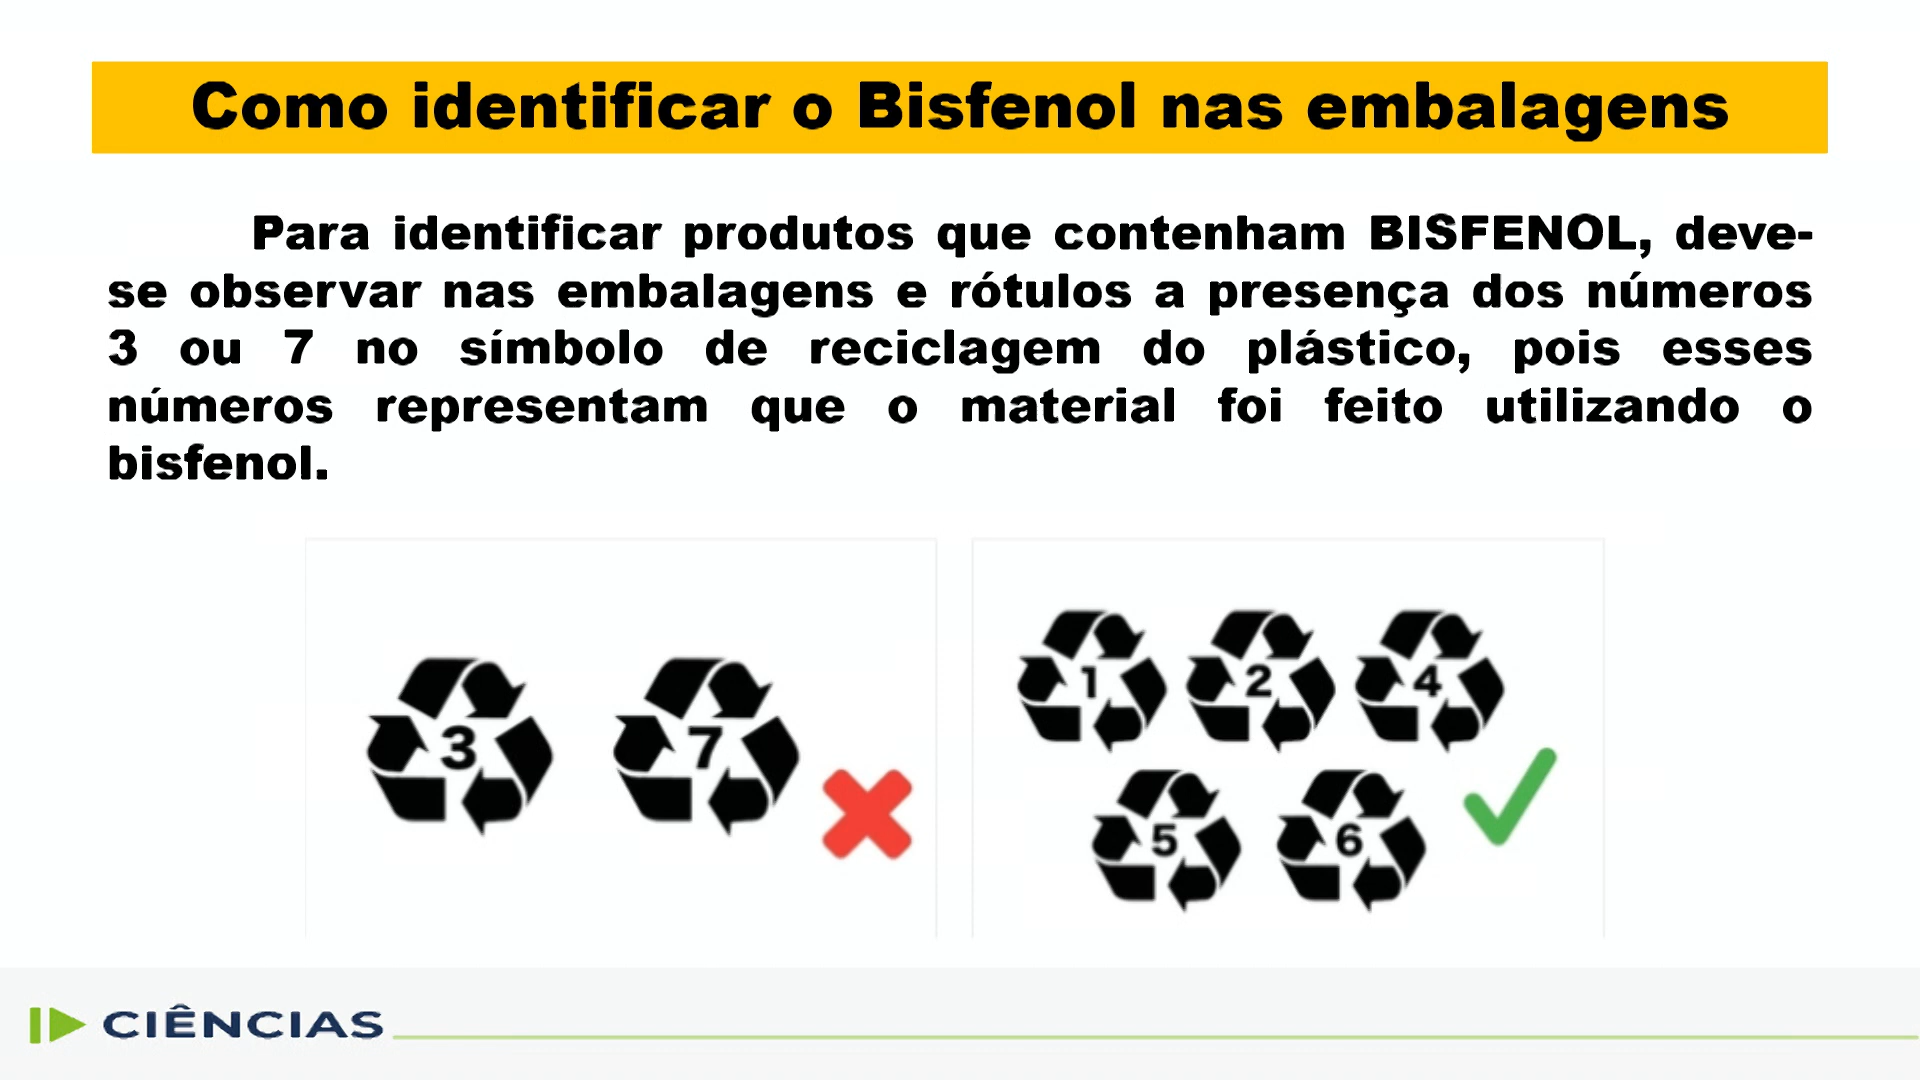 Como identificar o Bisfenol nas embalagens
Para identificar produtos que contenham BISFENOL, deve-
se observar nas embalagens e rótulos a presença dos números
3 ou 7 no símbolo de reciclagem do plástico, pois esses
números representam que o material foi feito utilizando o
bisfenol.
3 7
1 2 4
5 6
CIÊNCIAS